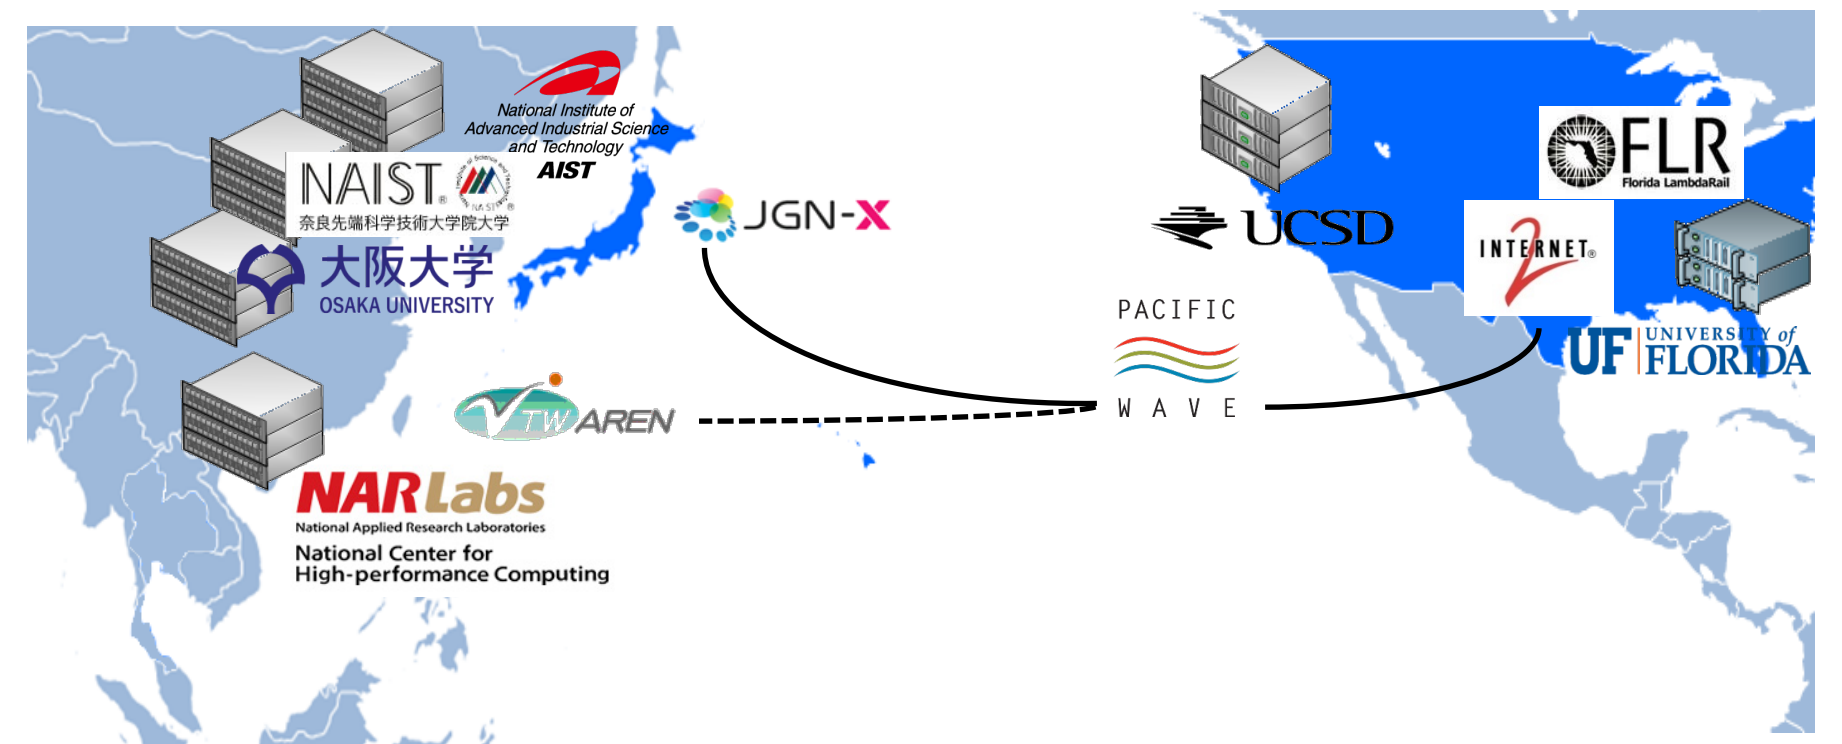 National Institute of
Advanced Industrial Science
and Technology
AIST
NAIST®
奈良先端科学技術大学院大学
大阪大学
OSAKA UNIVERSITY
JGN-X
TWAREN
NARLabs
National Applied Research Laboratories
National Center for
High-performance Computing
PACIFIC
WAVE
UCSD
FLR
Florida LambdaRail
INTERNET®
2
UF UNIVERSITY of
FLORIDA